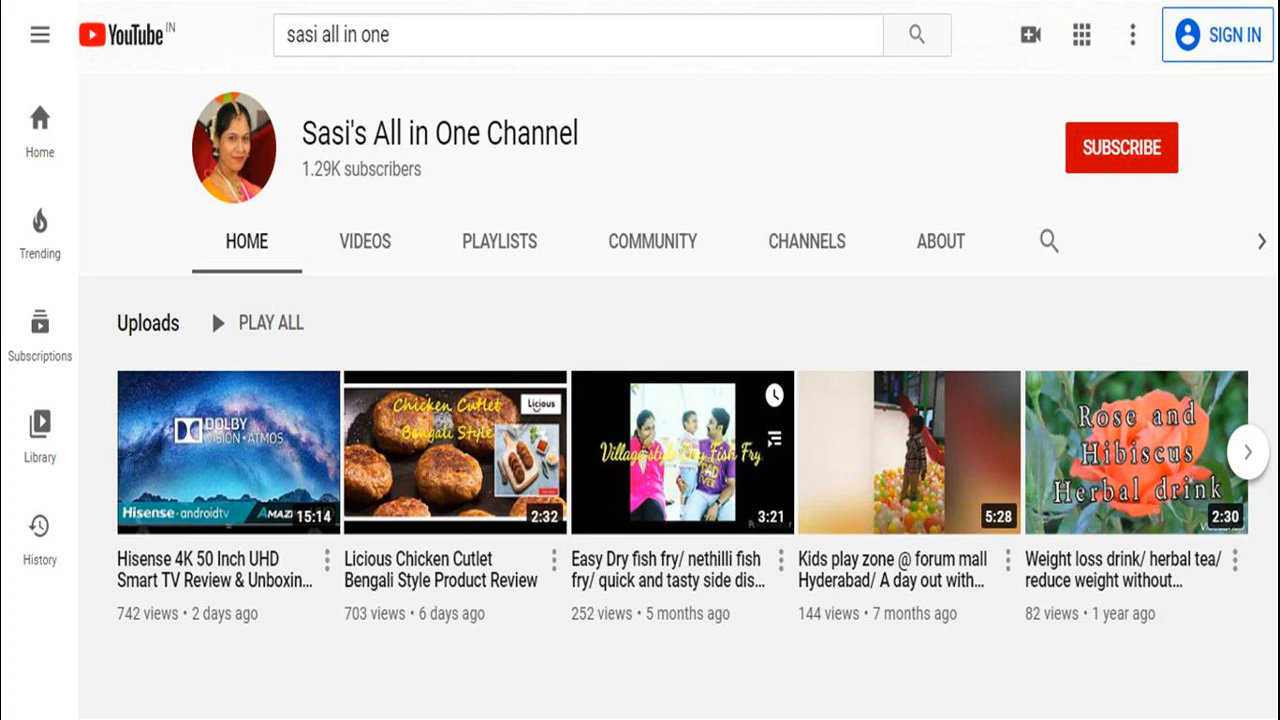 YouTube IN
sasi all in one
SIGN IN
Home
Trending
Subscriptions
Library
History
Sasi's All in One Channel
1.29K subscribers
SUBSCRIBE
HOME VIDEOS PLAYLISTS COMMUNITY CHANNELS ABOUT
Uploads PLAY ALL
DOLBY
VISION·ATMOS
Hisense·androidtv
15:14
Hisense 4K 50 Inch UHD
Smart TV Review & Unboxin...
742 views • 2 days ago
Chicken Cutlet
Bengali Style
Licious
2:32
Licious Chicken Cutlet
Bengali Style Product Review
703 views • 6 days ago
Village style Dry Fish Fry
3:21
Easy Dry fish fry/ nethilli fish
fry/ quick and tasty side dis...
252 views • 5 months ago
5:28
Kids play zone @ forum mall
Hyderabad/ A day out with...
144 views • 7 months ago
Rose and
Hibiscus
Herbal drink
2:30
Weight loss drink/ herbal tea/
reduce weight without...
82 views • 1 year ago